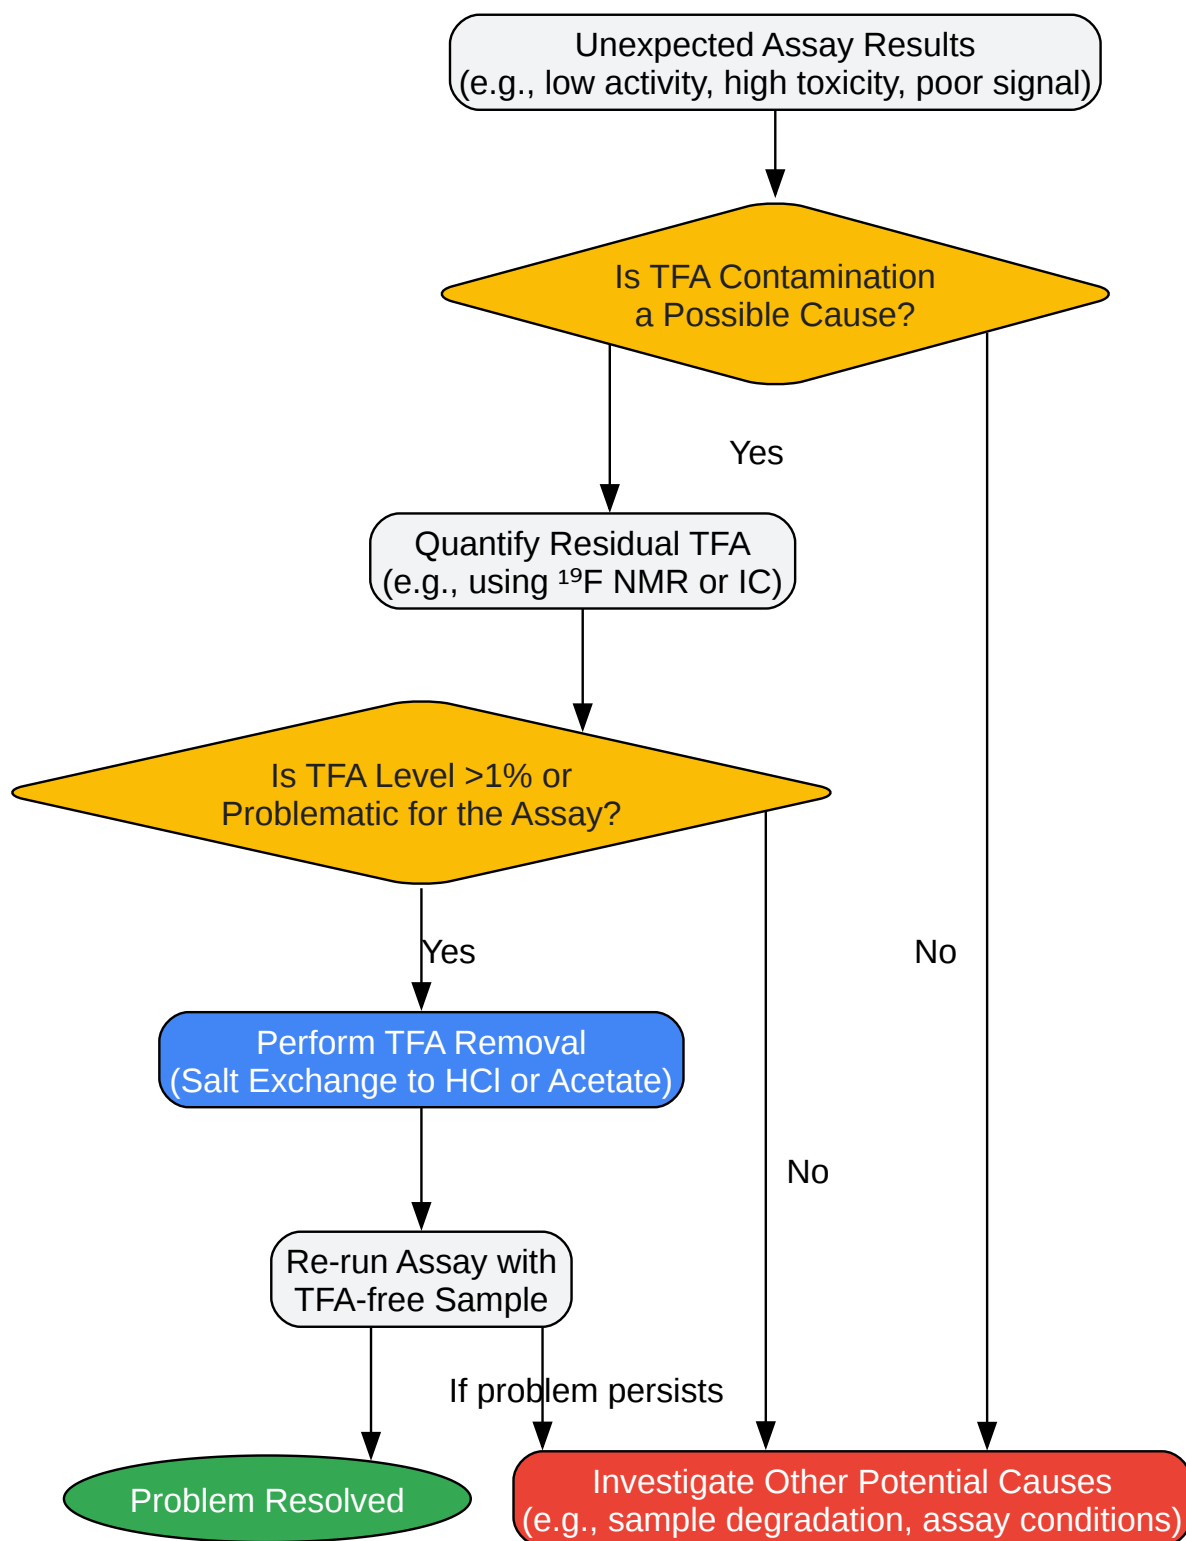 Unexpected Assay Results
(e.g., low activity, high toxicity, poor signal)
Is TFA Contamination
a Possible Cause?
Yes
Quantify Residual TFA
(e.g., using ¹⁹F NMR or IC)
Is TFA Level >1% or
Problematic for the Assay?
Yes
No
Perform TFA Removal
(Salt Exchange to HCl or Acetate)
No
Re-run Assay with
TFA-free Sample
If problem persists
Problem Resolved
Investigate Other Potential Causes
(e.g., sample degradation, assay conditions)